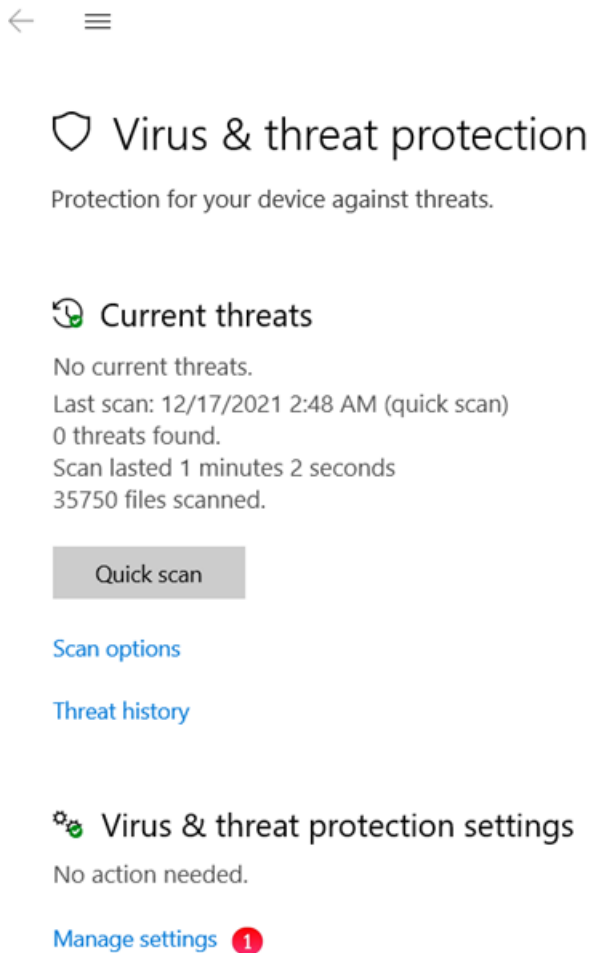 Virus & threat protection
Protection for your device against threats.
Current threats
No current threats.
Last scan: 12/17/2021 2:48 AM (quick scan)
0 threats found.
Scan lasted 1 minutes 2 seconds
35750 files scanned.
Quick scan
Scan options
Threat history
Virus & threat protection settings
No action needed.
Manage settings 1